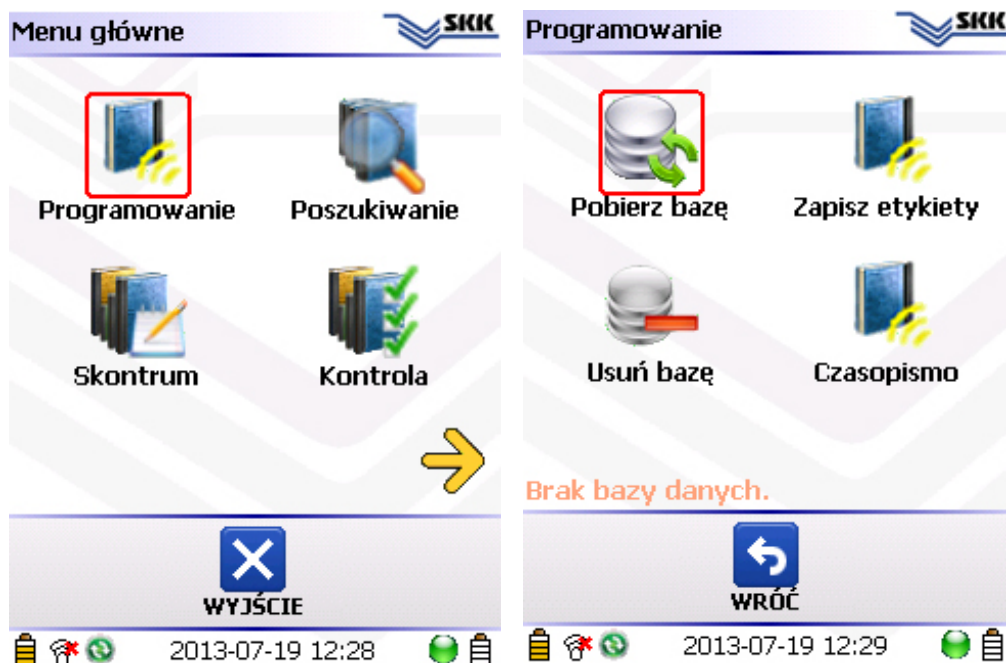 Menu główne
SKK
Programowanie
Poszukiwanie
Skontrum
Kontrola
WYJŚCIE
2013-07-19 12:28
Programowanie
SKK
Pobierz bazę
Zapisz etykiety
Usuń bazę
Czasopismo
Brak bazy danych.
WRÓĆ
2013-07-19 12:29